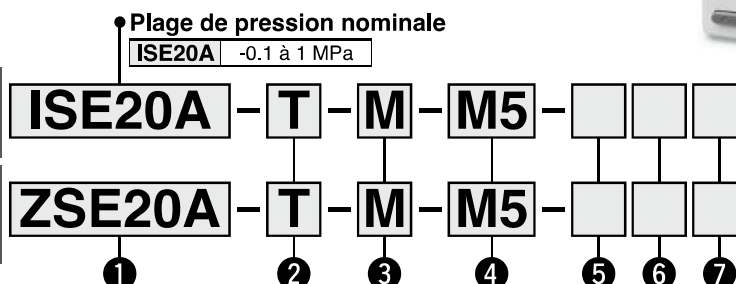 Plage de pression nominale
ISE20A -0.1 à 1 MPa
ISE20A - T - M - M5 -
ZSE20A - T - M - M5 -
1 2 3 4 5 6 7